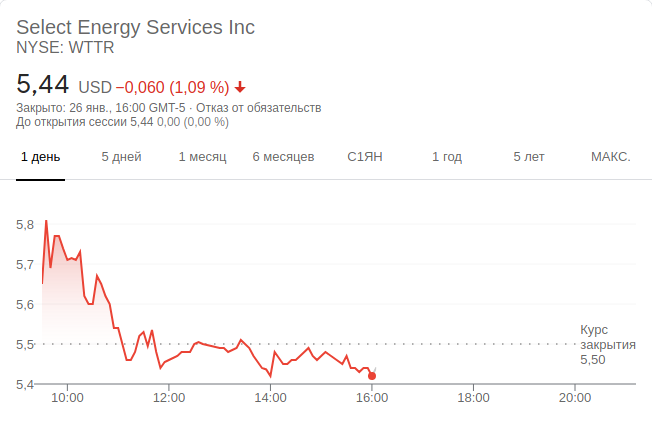 Select Energy Services Inc
NYSE: WTTR
5,44 USD −0,060 (1,09 %)
Закрыто: 26 янв., 16:00 GMT-5 · Отказ от обязательств
До открытия сессии 5,44 0,00 (0,00 %)
1 день 5 дней 1 месяц 6 месяцев С1ЯН 1 год 5 лет МАКС.
5,8
5,7
5,6
5,5
5,4
Курс
закрытия
5,50
10:00 12:00 14:00 16:00 18:00 20:00